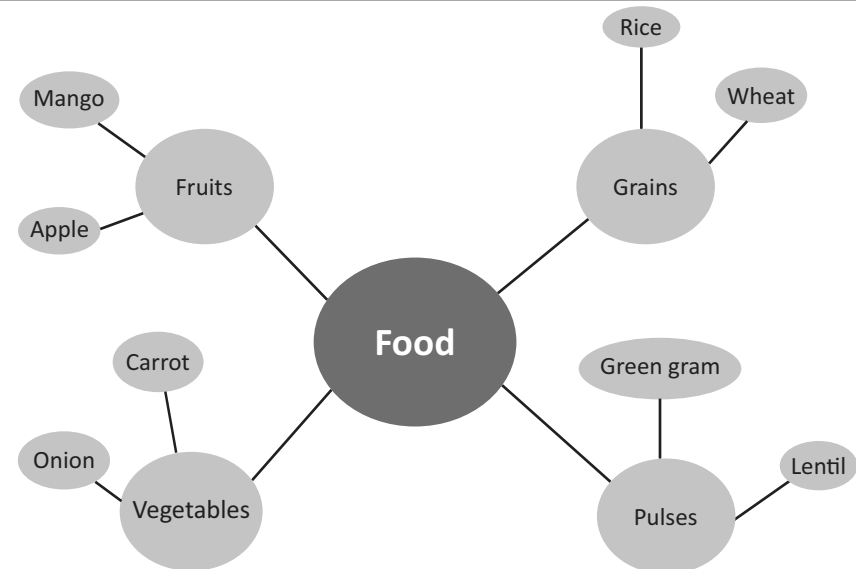 Rice
Mango
Wheat
Fruits
Grains
Apple
Food
Carrot
Green gram
Onion
Lentil
Vegetables
Pulses